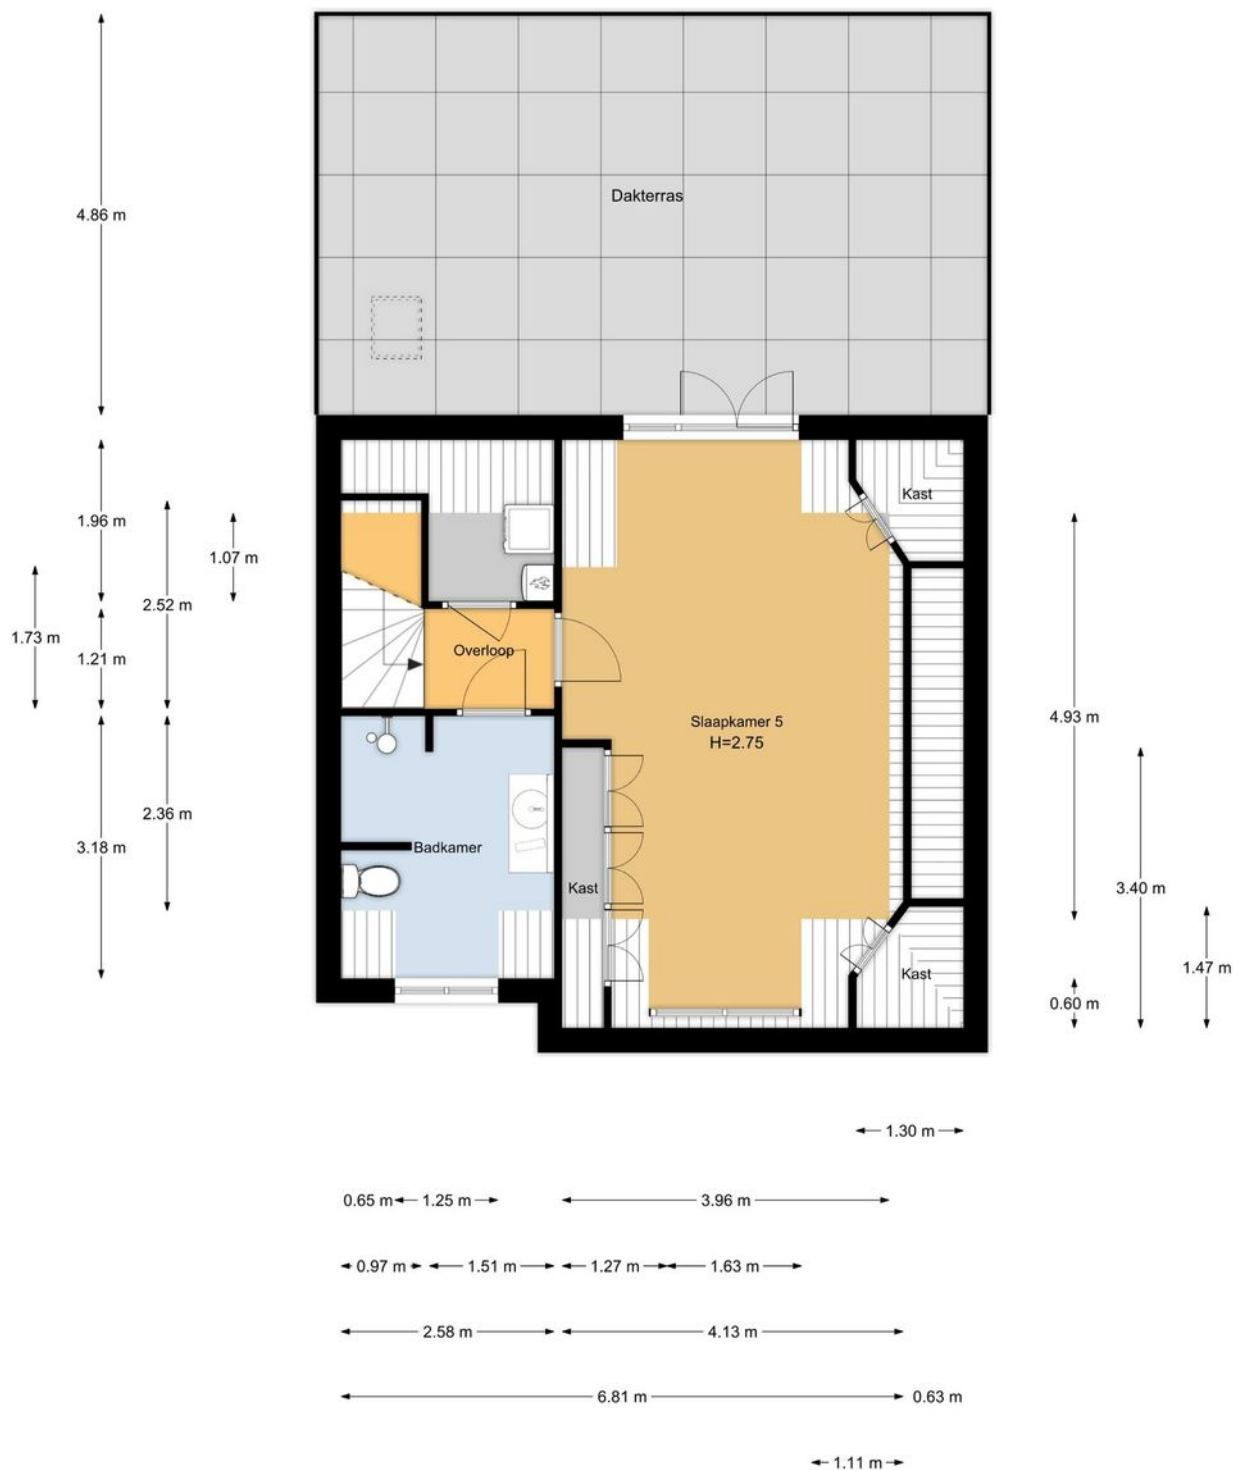 Dakterras
4.86 m
Kast
1.96 m
1.07 m
2.52 m
1.73 m
1.21 m
Overloop
Slaapkamer 5
H=2.75
4.93 m
2.36 m
3.18 m
Badkamer
Kast
3.40 m
Kast
1.47 m
0.60 m
1.30 m
0.65 m 1.25 m 3.96 m
0.97 m 1.51 m 1.27 m 1.63 m
2.58 m 4.13 m
6.81 m 0.63 m
1.11 m